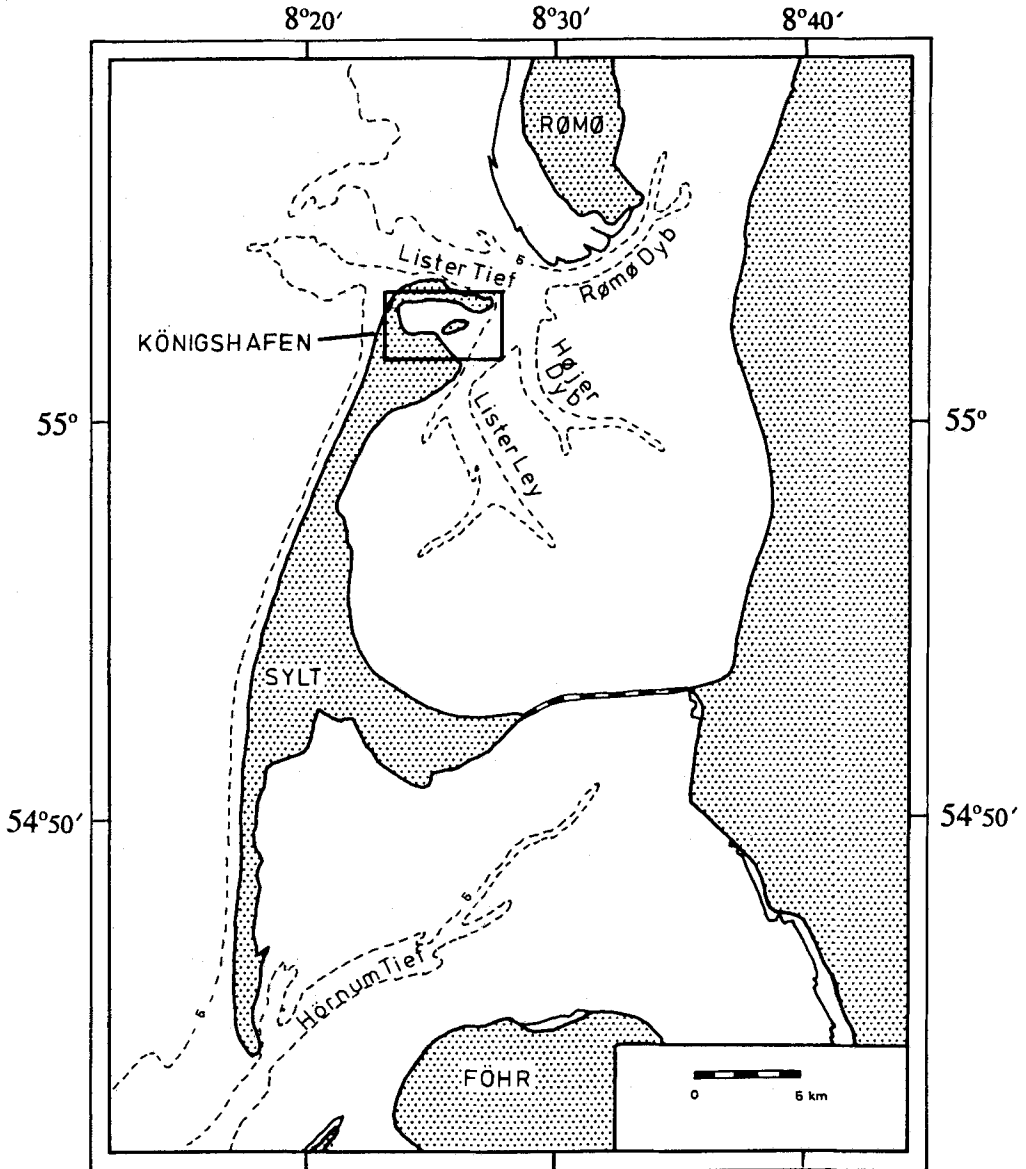 8°20′ 8°30′ 8°40′
RØMØ
Lister Tief
Rømø Dyb
KÖNIGSHAFEN
Højer
Dyb
55° 55°
Lister Ley
SYLT
54°50′ 54°50′
Hörnum Tief
FÖHR
0 5 km